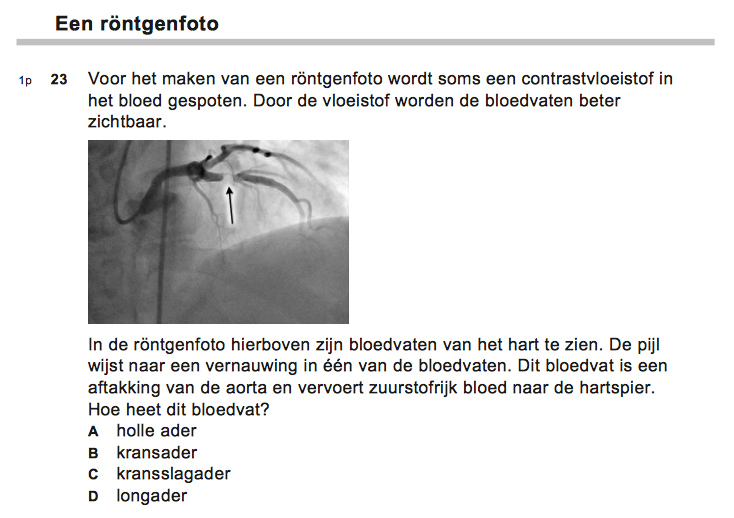 Een röntgenfoto
1p 23 Voor het maken van een röntgenfoto wordt soms een contrastvloeistof in
het bloed gespoten. Door de vloeistof worden de bloedvaten beter
zichtbaar.
In de röntgenfoto hierboven zijn bloedvaten van het hart te zien. De pijl
wijst naar een vernauwing in één van de bloedvaten. Dit bloedvat is een
aftakking van de aorta en vervoert zuurstofrijk bloed naar de hartspier.
Hoe heet dit bloedvat?
A holle ader
B kransader
C kransslagader
D longader